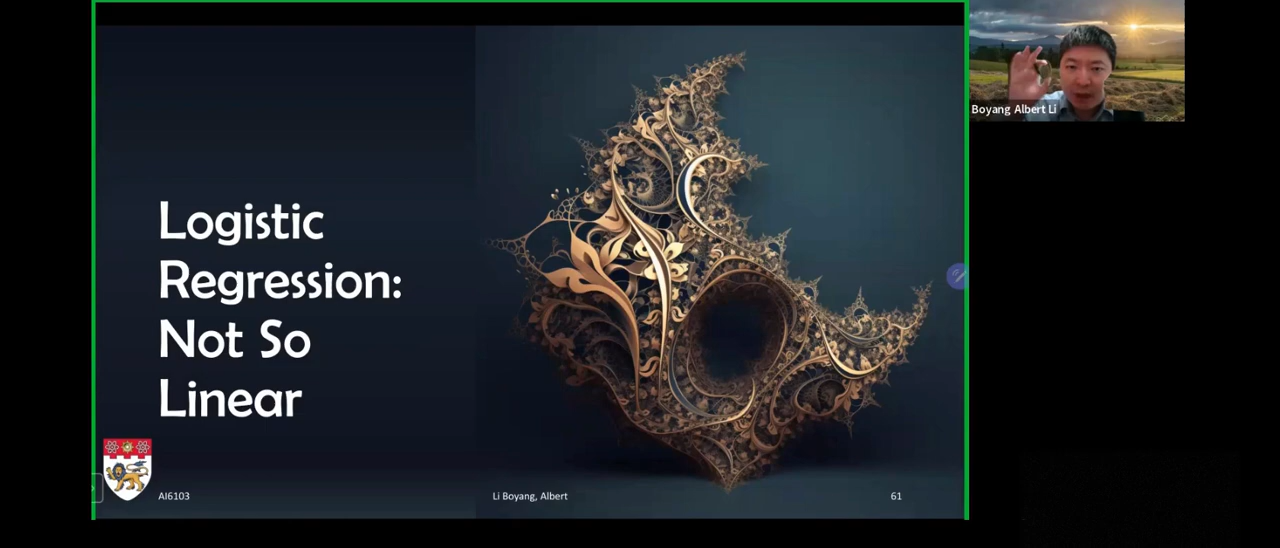 Logistic
Regression:
Not So
Linear
AI6103
Li Boyang, Albert
61
Boyang Albert Li